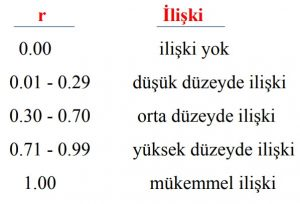 r İlişki
0.00 ilişki yok
0.01 - 0.29 düşük düzeyde ilişki
0.30 - 0.70 orta düzeyde ilişki
0.71 - 0.99 yüksek düzeyde ilişki
1.00 mükemmel ilişki